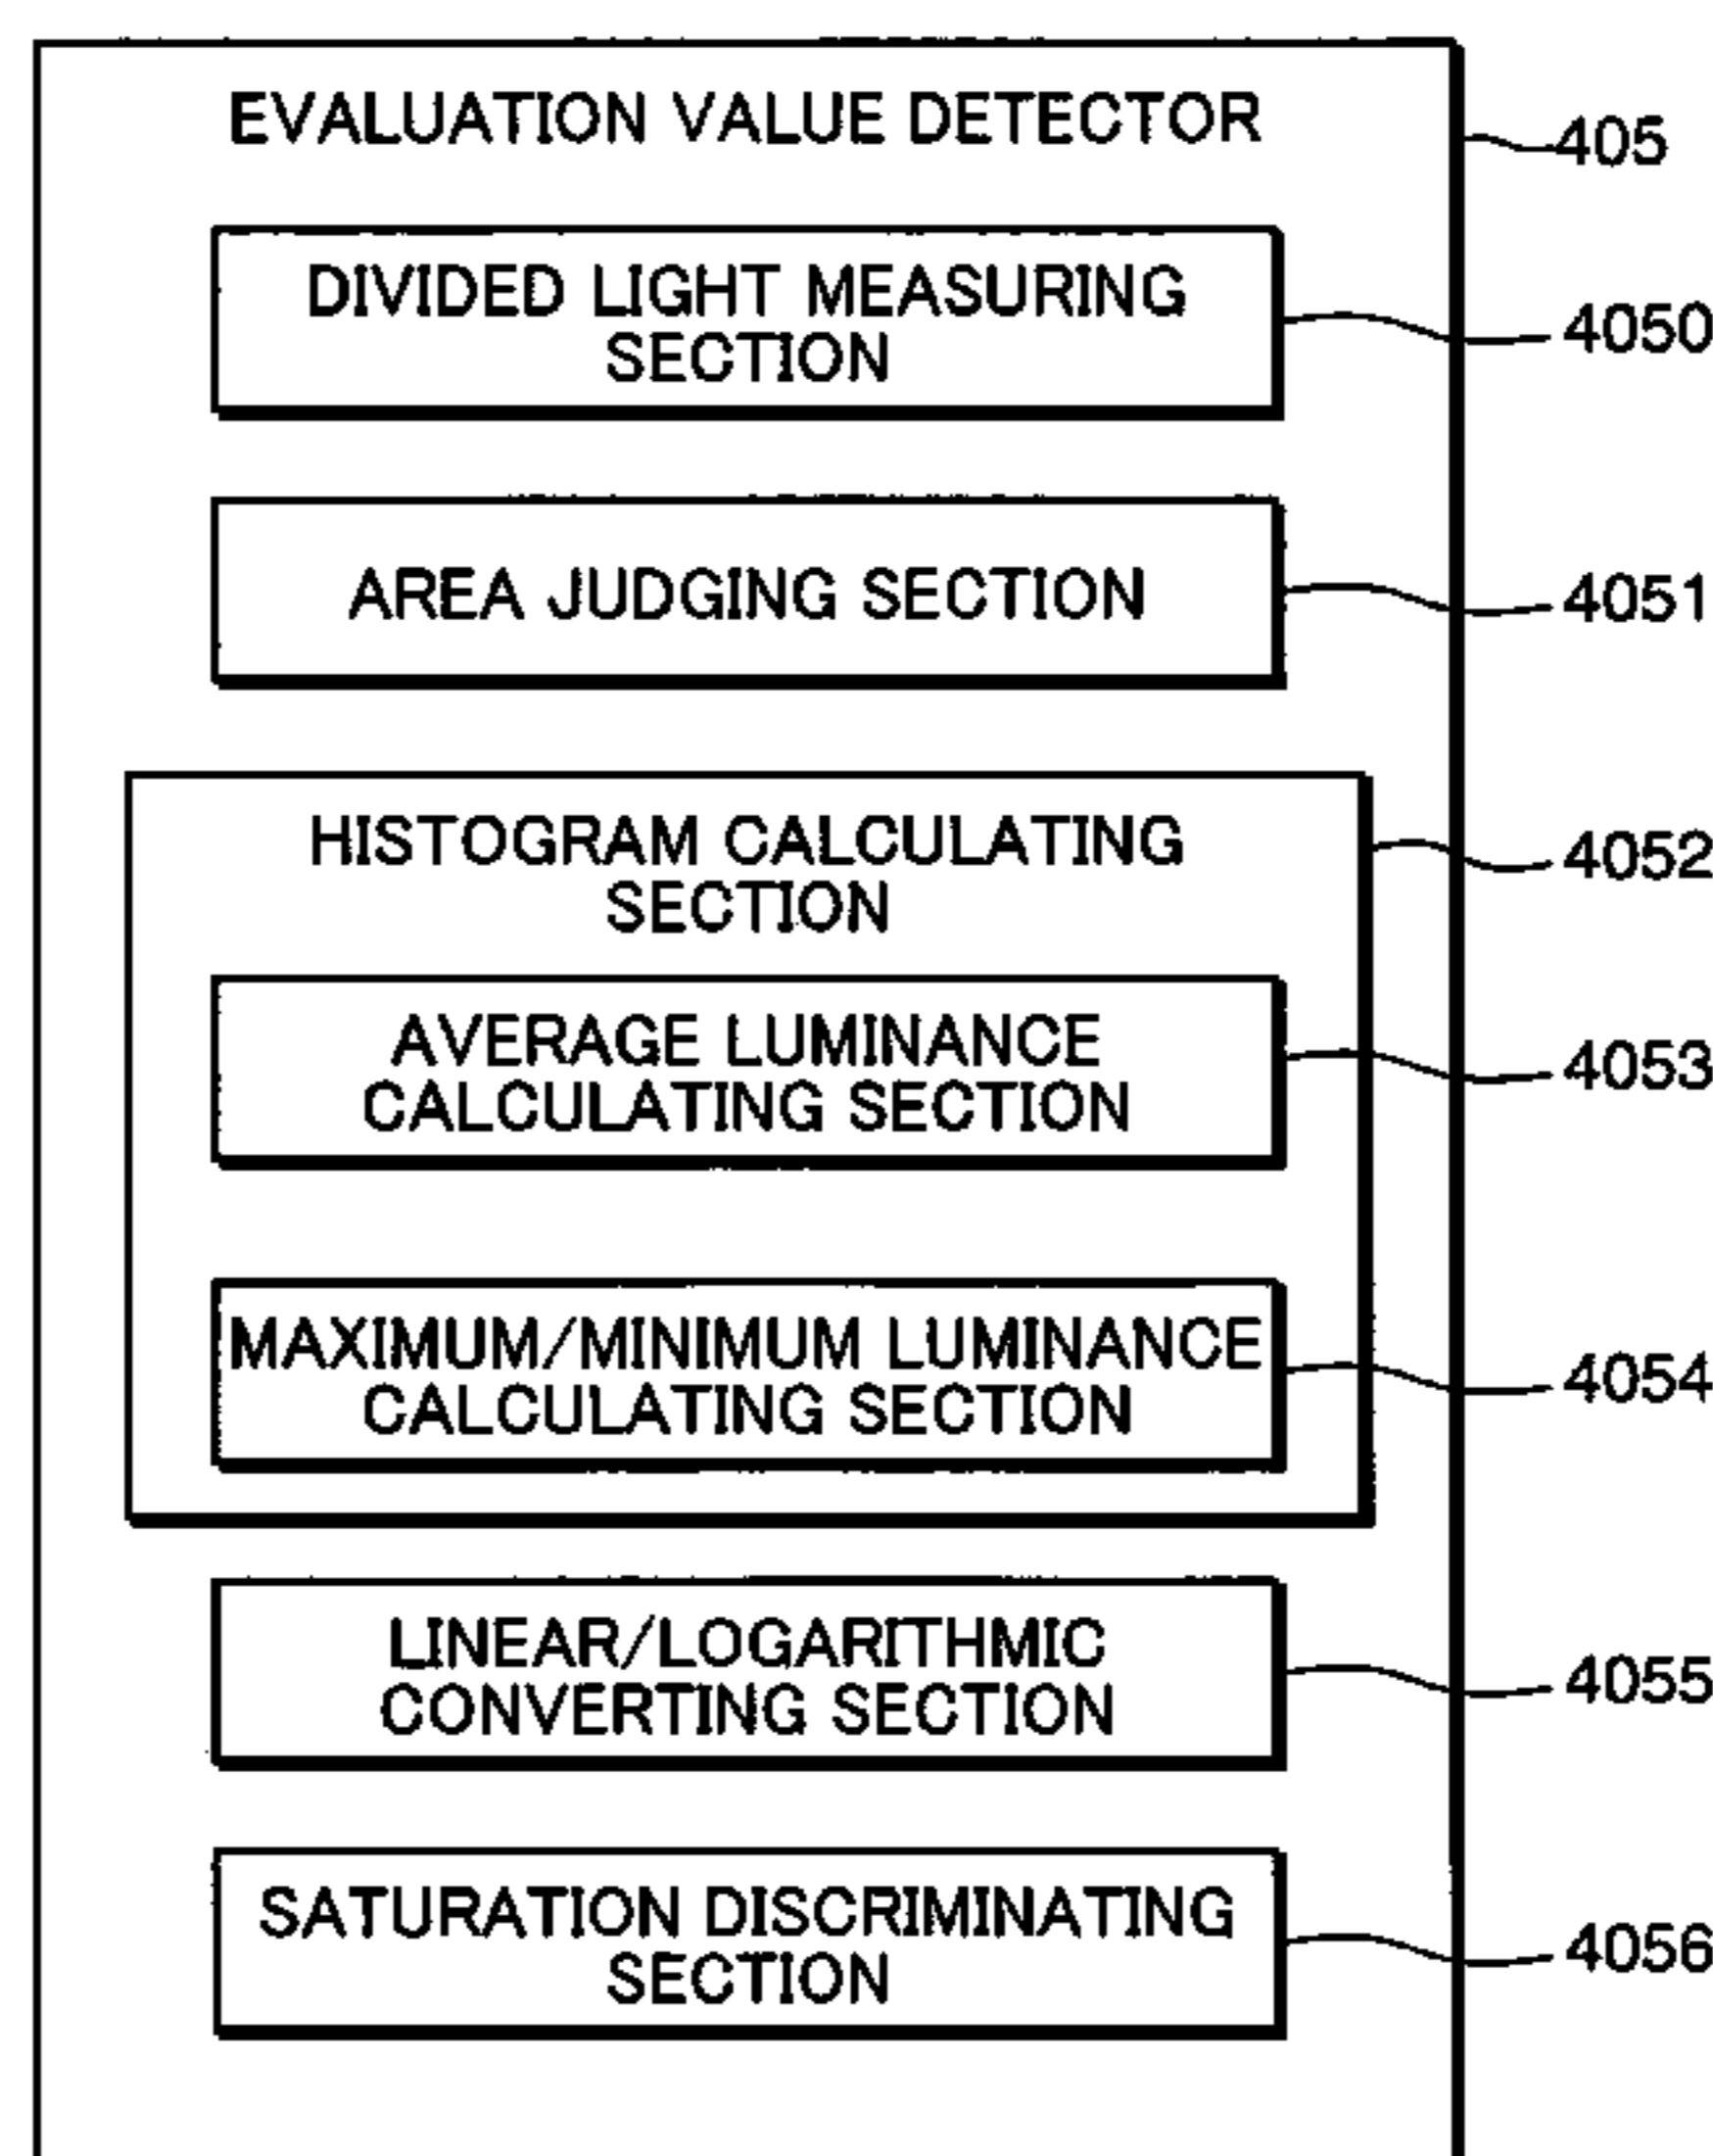 EVALUATION VALUE DETECTOR
405
DIVIDED LIGHT MEASURING
SECTION
4050
AREA JUDGING SECTION
4051
HISTOGRAM CALCULATING
SECTION
4052
AVERAGE LUMINANCE
CALCULATING SECTION
4053
MAXIMUM/MINIMUM LUMINANCE
CALCULATING SECTION
4054
LINEAR/LOGARITHMIC
CONVERTING SECTION
4055
SATURATION DISCRIMINATING
SECTION
4056